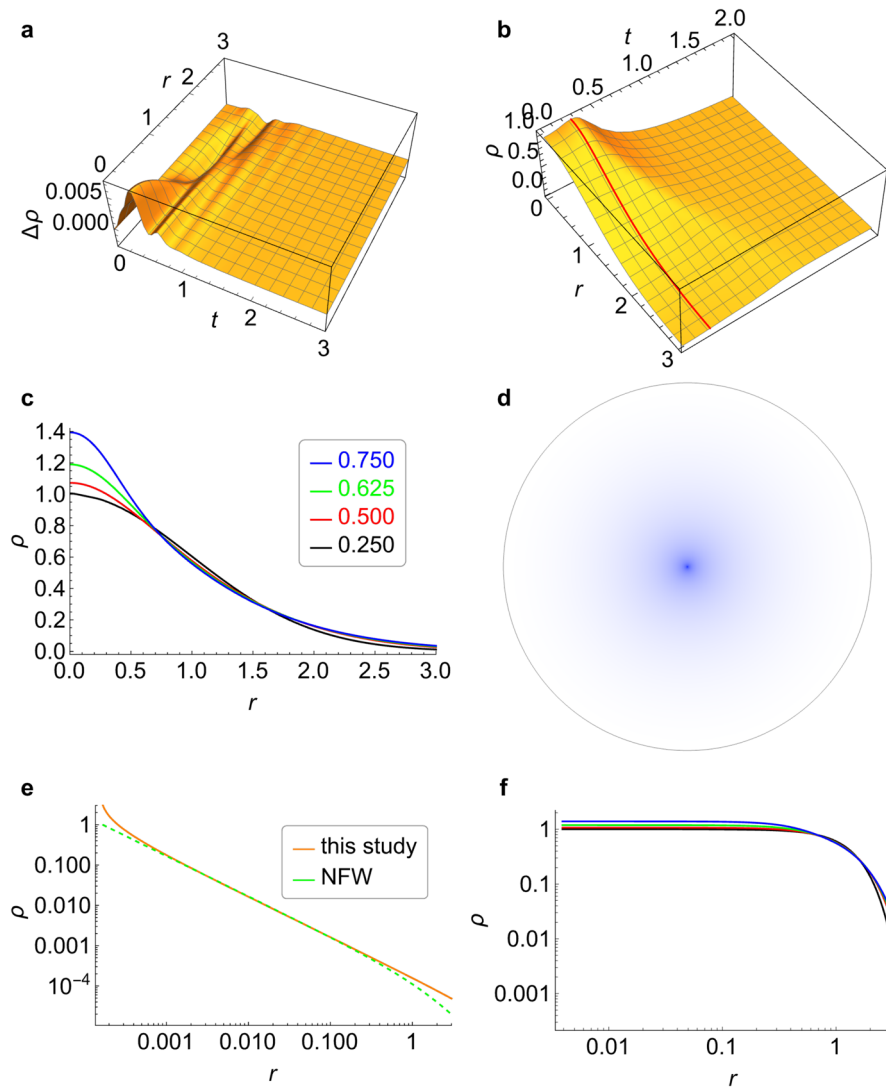 a
3
2
r
1
0
0.005
0.000
Δρ
0
1
t
2
3
b
2.0
1.5
t
1.0
0.5
0.0
1.0
0.5
ρ
0.0
0
1
r
2
3
c
1.4
1.2
1.0
0.8
ρ
0.6
0.4
0.2
0.0
0.0 0.5 1.0 1.5 2.0 2.5 3.0
r
0.750
0.625
0.500
0.250
d
e
1
0.100
0.010
ρ
0.001
10⁻⁴
0.001 0.010 0.100 1
r
this study
NFW
f
1
0.1
ρ
0.01
0.001
0.01 0.1 1
r